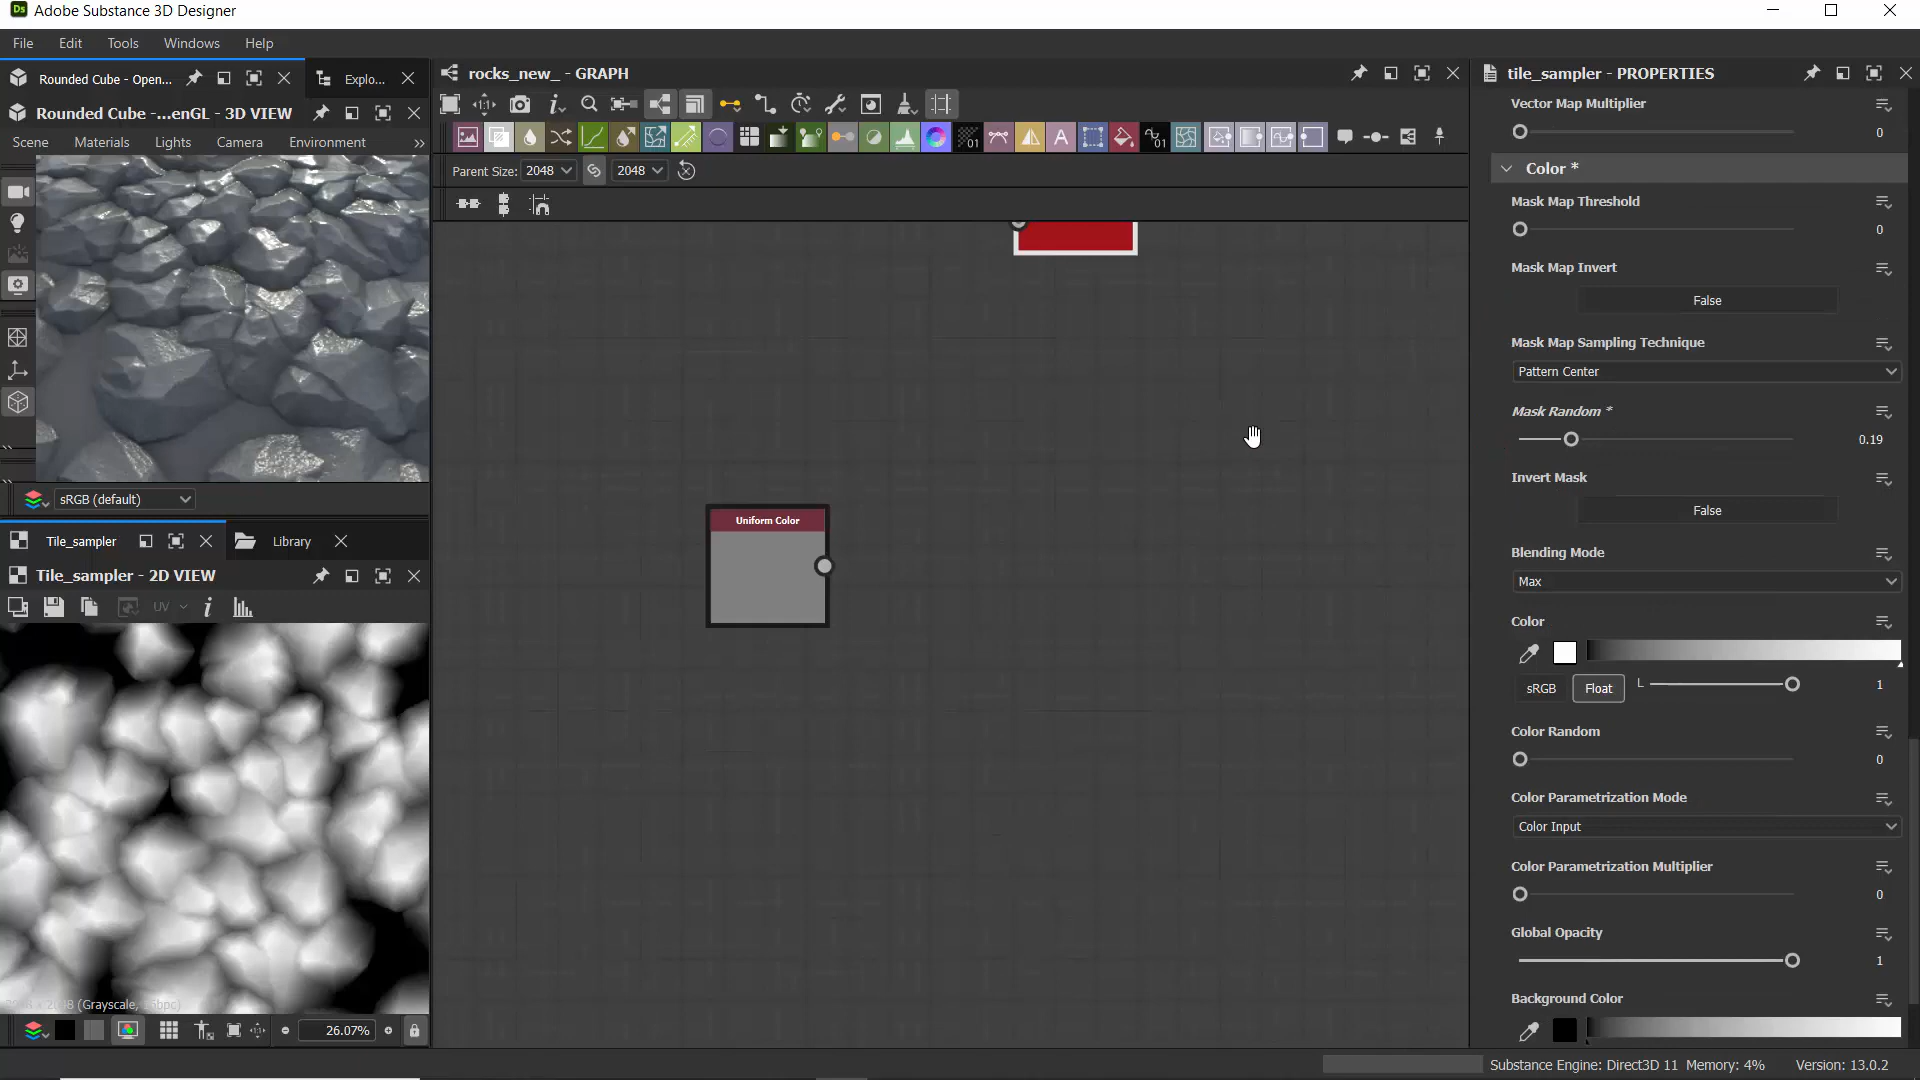 Adobe Substance 3D Designer
File Edit Tools Windows Help
Rounded Cube - Open... Explo...
Rounded Cube -...enGL - 3D VIEW
Scene Materials Lights Camera Environment
sRGB (default)
Tile_sampler Library
Tile_sampler - 2D VIEW
UV
26.07%
rocks_new_ - GRAPH
Parent Size: 2048 2048
Uniform Color
tile_sampler - PROPERTIES
Vector Map Multiplier
0
Color *
Mask Map Threshold
0
Mask Map Invert
False
Mask Map Sampling Technique
Pattern Center
Mask Random *
0.19
Invert Mask
False
Blending Mode
Max
Color
sRGB Float L 1
Color Random
0
Color Parametrization Mode
Color Input
Color Parametrization Multiplier
0
Global Opacity
1
Background Color
Substance Engine: Direct3D 11 Memory: 4% Version: 13.0.2